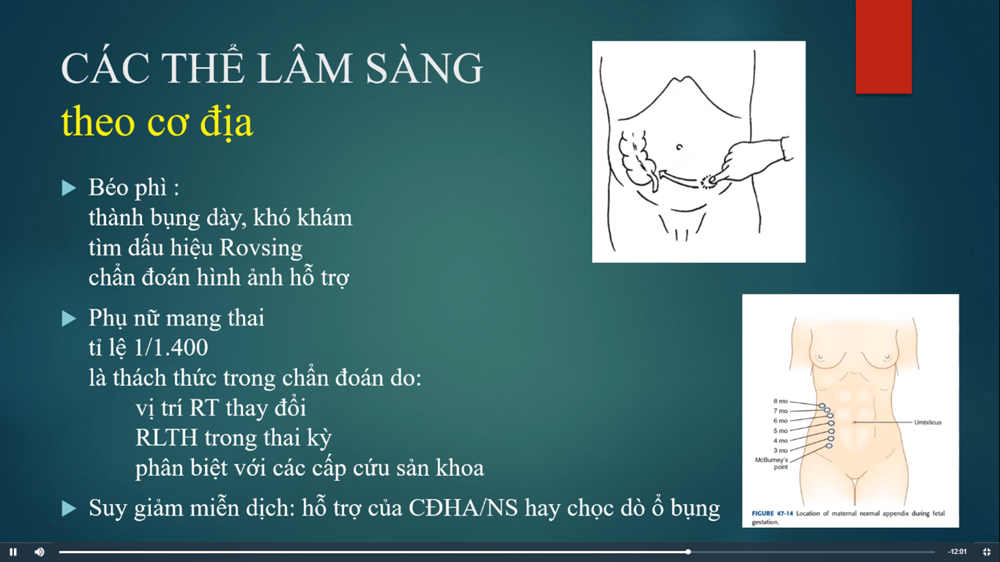 CÁC THỂ LÂM SÀNG
theo cơ địa
Béo phì :
thành bụng dày, khó khám
tìm dấu hiệu Rovsing
chẩn đoán hình ảnh hỗ trợ
Phụ nữ mang thai
tỉ lệ 1/1.400
là thách thức trong chẩn đoán do:
vị trí RT thay đổi
RLTH trong thai kỳ
phân biệt với các cấp cứu sản khoa
Suy giảm miễn dịch: hỗ trợ của CĐHA/NS hay chọc dò ổ bụng
8 mo
7 mo
6 mo
5 mo
4 mo
3 mo
McBurney's
point
Umbilicus
FIGURE 47-14 Location of maternal normal appendix during fetal
gestation.
-12:01